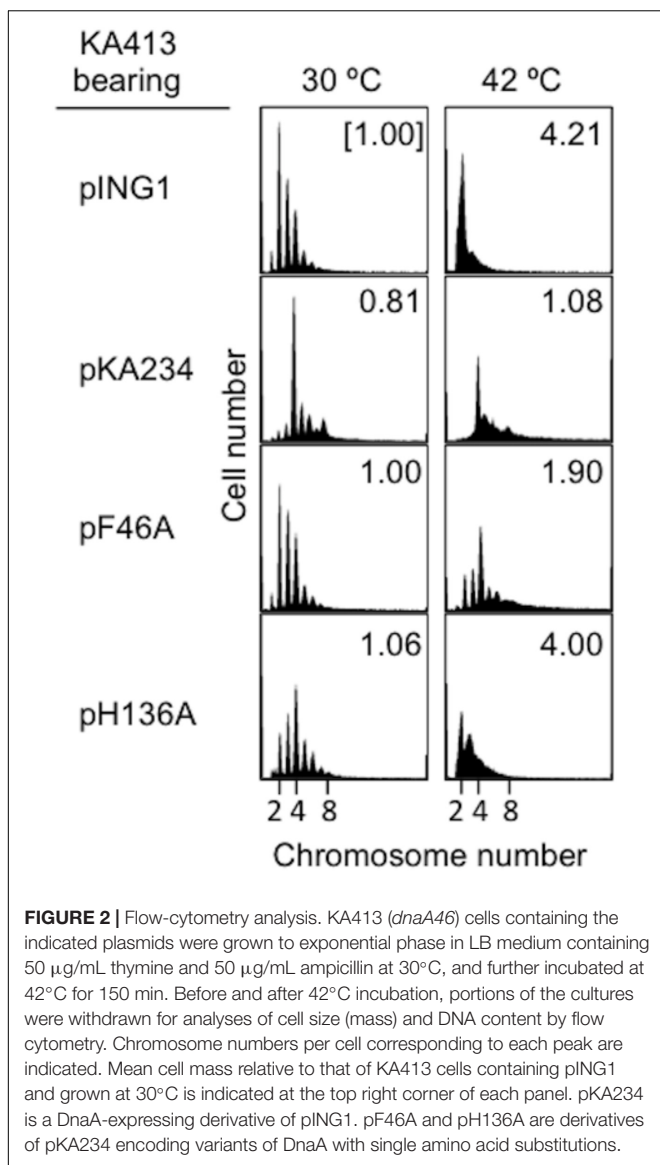 KA413
bearing
30 ºC
42 ºC
pING1
[1.00]
4.21
pKA234
0.81
1.08
pF46A
1.00
1.90
pH136A
1.06
4.00
Cell number
2 4 8
2 4 8
Chromosome number
FIGURE 2 | Flow-cytometry analysis. KA413 (dnaA46) cells containing the
indicated plasmids were grown to exponential phase in LB medium containing
50 μg/mL thymine and 50 μg/mL ampicillin at 30°C, and further incubated at
42°C for 150 min. Before and after 42°C incubation, portions of the cultures
were withdrawn for analyses of cell size (mass) and DNA content by flow
cytometry. Chromosome numbers per cell corresponding to each peak are
indicated. Mean cell mass relative to that of KA413 cells containing pING1
and grown at 30°C is indicated at the top right corner of each panel. pKA234
is a DnaA-expressing derivative of pING1. pF46A and pH136A are derivatives
of pKA234 encoding variants of DnaA with single amino acid substitutions.